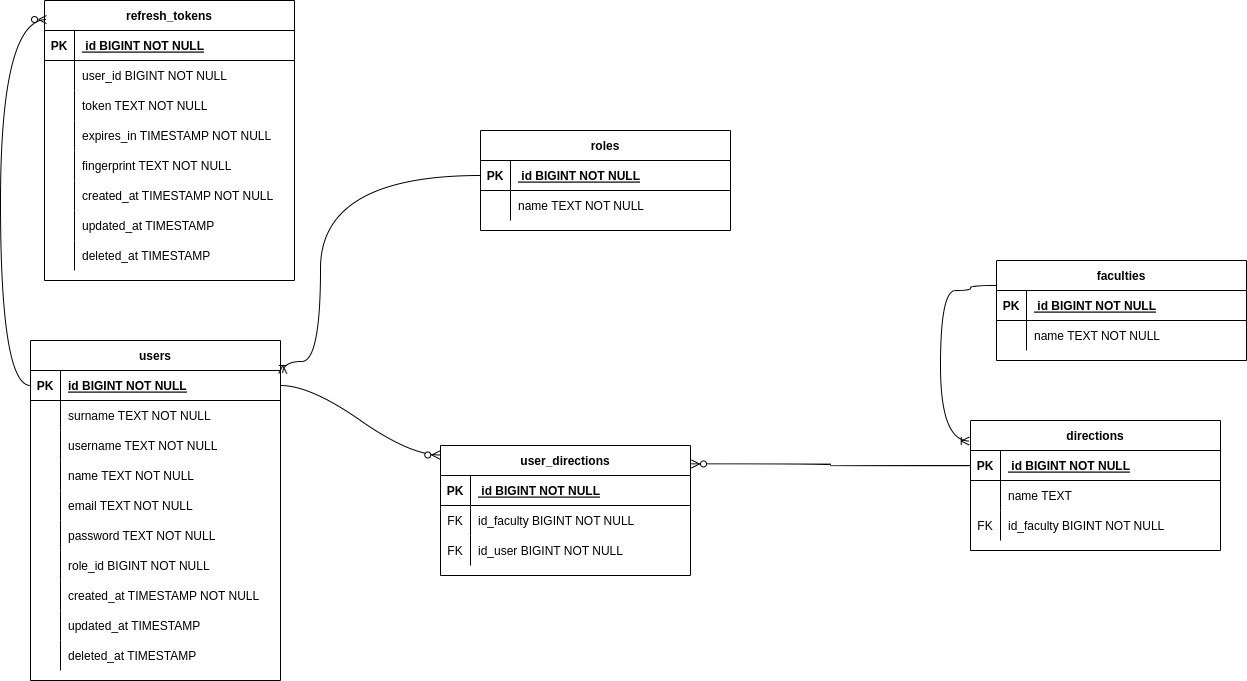 refresh_tokens
PK id BIGINT NOT NULL
user_id BIGINT NOT NULL
token TEXT NOT NULL
expires_in TIMESTAMP NOT NULL
fingerprint TEXT NOT NULL
created_at TIMESTAMP NOT NULL
updated_at TIMESTAMP
deleted_at TIMESTAMP
roles
PK id BIGINT NOT NULL
name TEXT NOT NULL
faculties
PK id BIGINT NOT NULL
name TEXT NOT NULL
users
PK id BIGINT NOT NULL
surname TEXT NOT NULL
username TEXT NOT NULL
name TEXT NOT NULL
email TEXT NOT NULL
password TEXT NOT NULL
role_id BIGINT NOT NULL
created_at TIMESTAMP NOT NULL
updated_at TIMESTAMP
deleted_at TIMESTAMP
user_directions
PK id BIGINT NOT NULL
FK id_faculty BIGINT NOT NULL
FK id_user BIGINT NOT NULL
directions
PK id BIGINT NOT NULL
name TEXT
FK id_faculty BIGINT NOT NULL